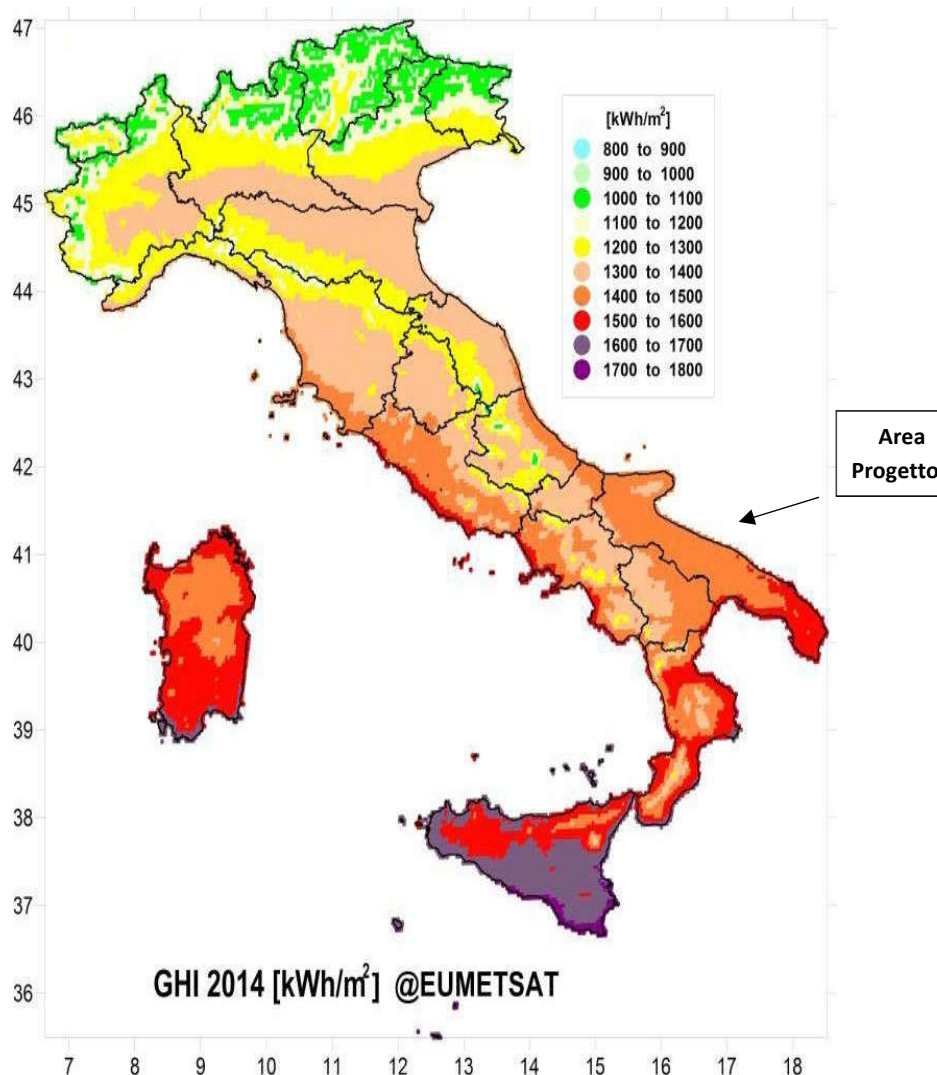 47
46
45
44
43
42
41
40
39
38
37
36
[kWh/m²]
800 to 900
900 to 1000
1000 to 1100
1100 to 1200
1200 to 1300
1300 to 1400
1400 to 1500
1500 to 1600
1600 to 1700
1700 to 1800
Area
Progetto
GHI 2014 [kWh/m²] @EUMETSAT
7 8 9 10 11 12 13 14 15 16 17 18